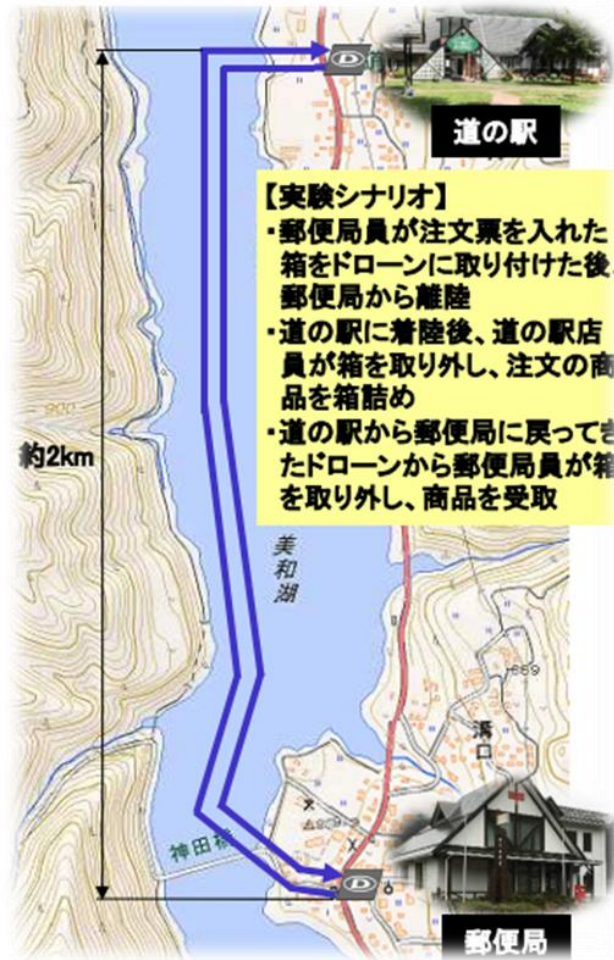 道の駅
【実験シナリオ】
・郵便局員が注文票を入れた
箱をドローンに取り付けた後、
郵便局から離陸
・道の駅に着陸後、道の駅店
員が箱を取り外し、注文の商
品を箱詰め
・道の駅から郵便局に戻ってき
たドローンから郵便局員が箱
を取り外し、商品を受取
900
約2km
美和湖
669
溝口
神田橋
D
D
郵便局